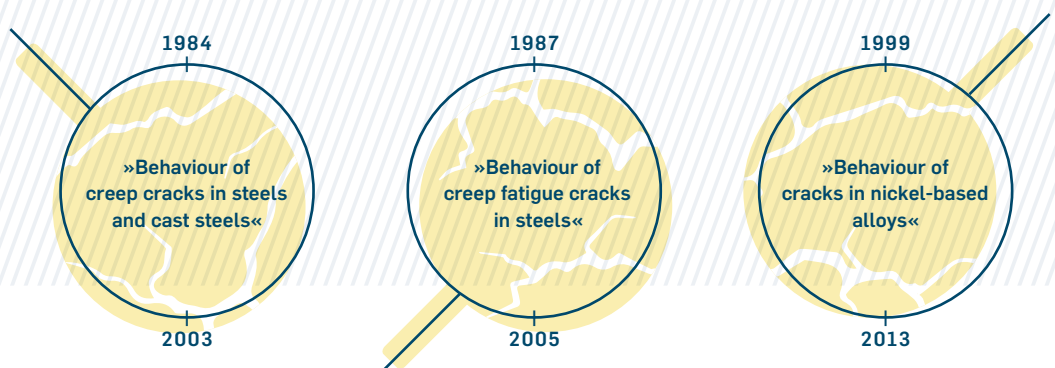 1984
»Behaviour of
creep cracks in steels
and cast steels«
2003
1987
»Behaviour of
creep fatigue cracks
in steels«
2005
1999
»Behaviour of
cracks in nickel-based
alloys«
2013